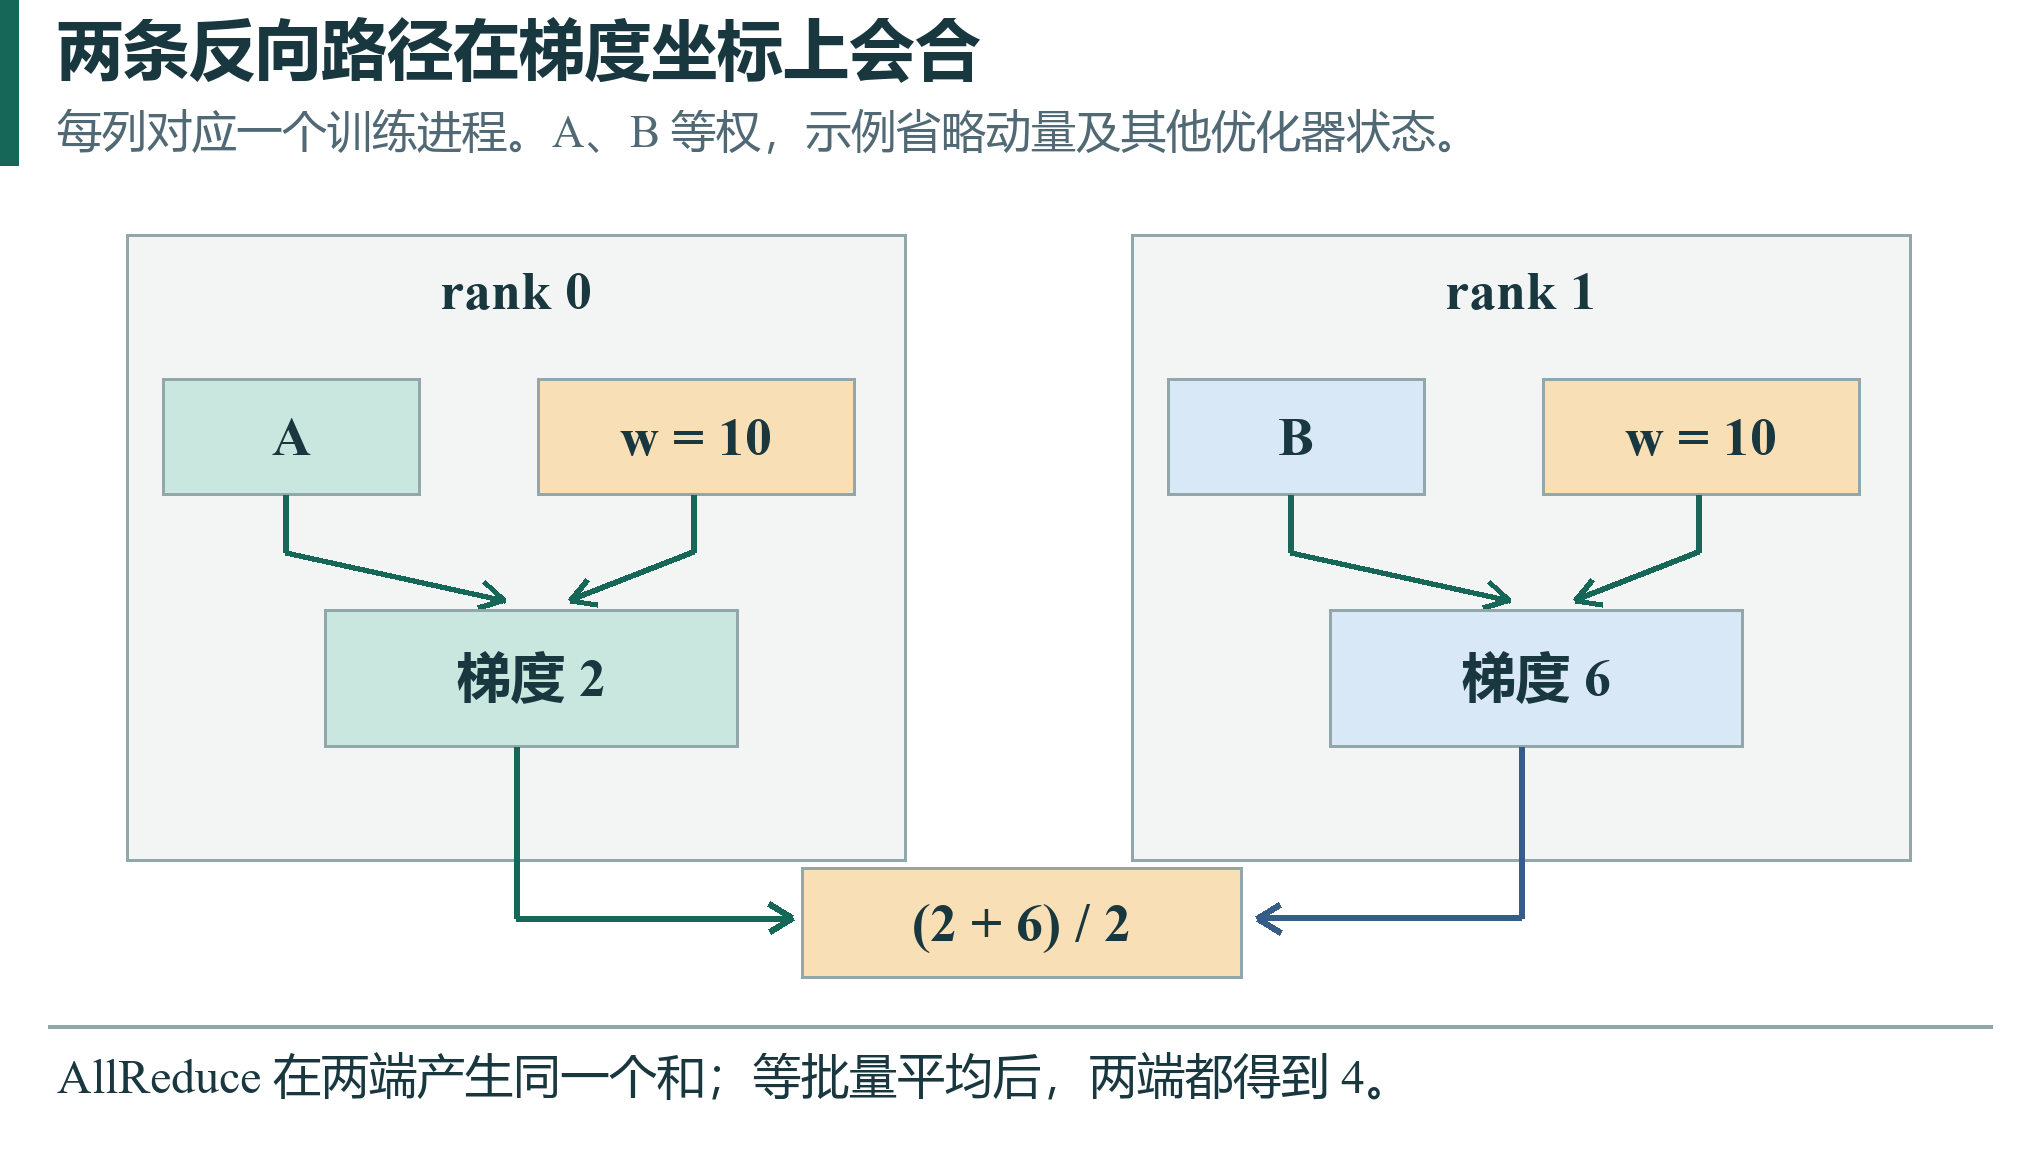 两条反向路径在梯度坐标上会合
每列对应一个训练进程。A、B 等权，示例省略动量及其他优化器状态。
rank 0
A
w = 10
梯度 2
rank 1
B
w = 10
梯度 6
(2 + 6) / 2
AllReduce 在两端产生同一个和；等批量平均后，两端都得到 4。